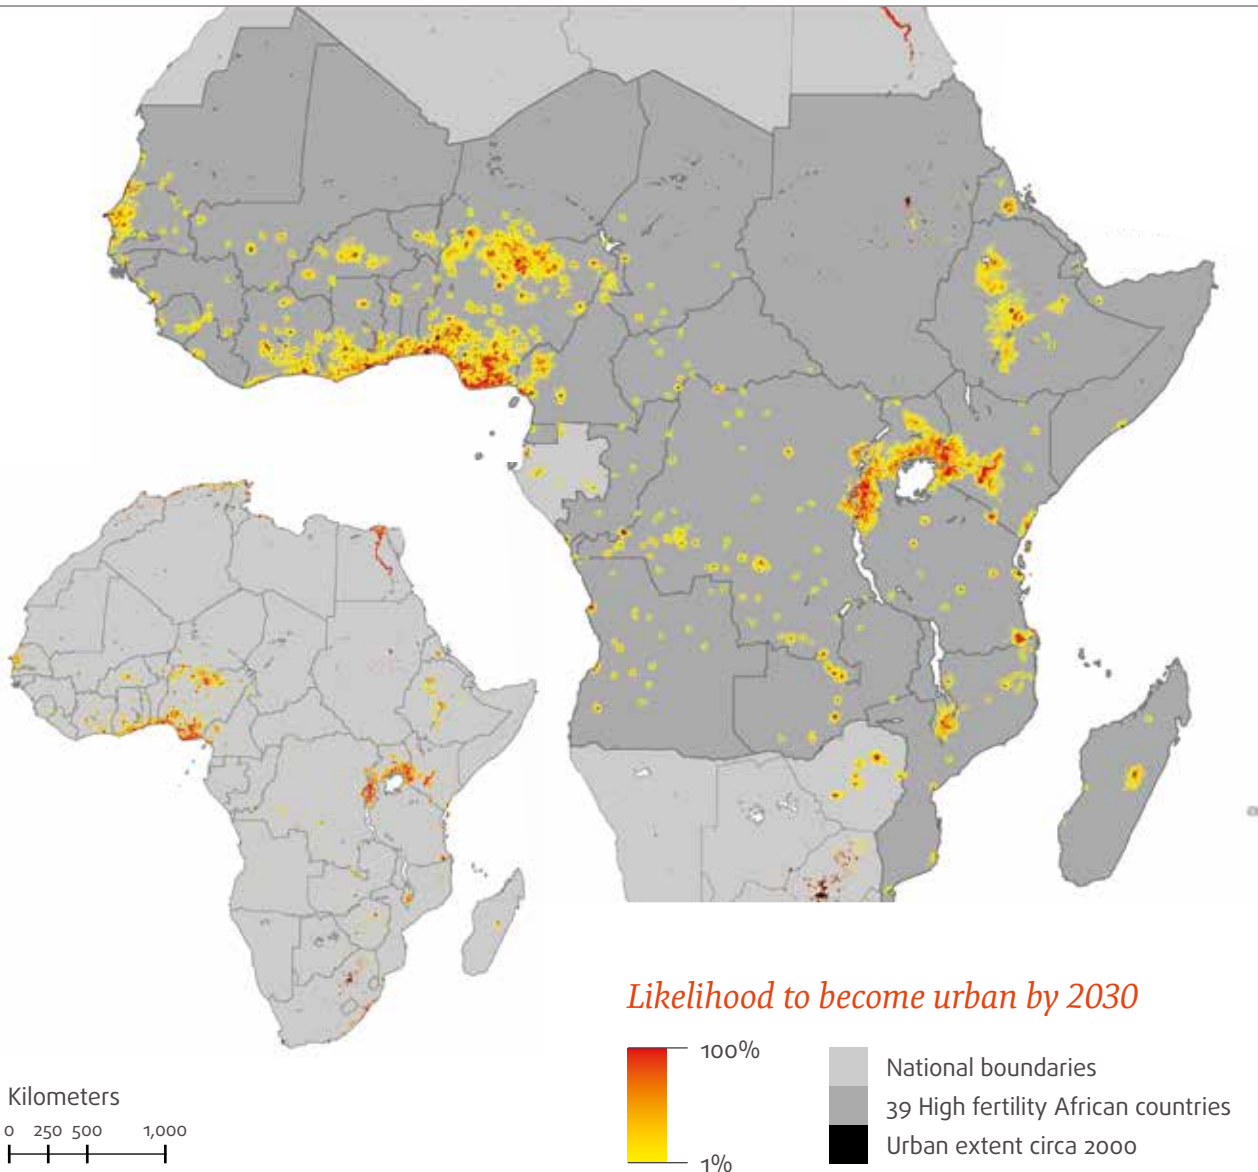 Likelihood to become urban by 2030
100%
1%
National boundaries
39 High fertility African countries
Urban extent circa 2000
Kilometers
0 250 500 1,000